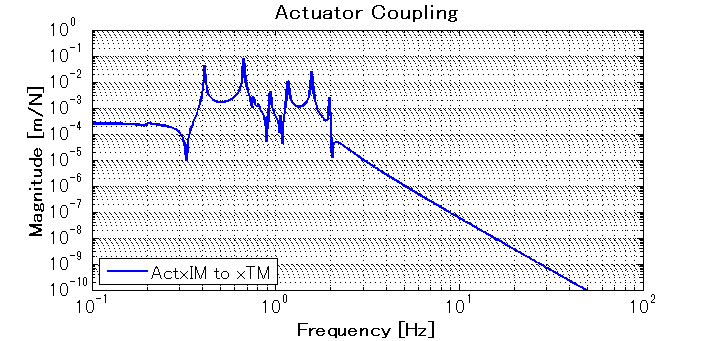 Actuator Coupling
Magnitude [m/N]
10^0
10^-1
10^-2
10^-3
10^-4
10^-5
10^-6
10^-7
10^-8
10^-9
10^-10
ActxIM to xTM
10^-1 10^0 10^1 10^2
Frequency [Hz]